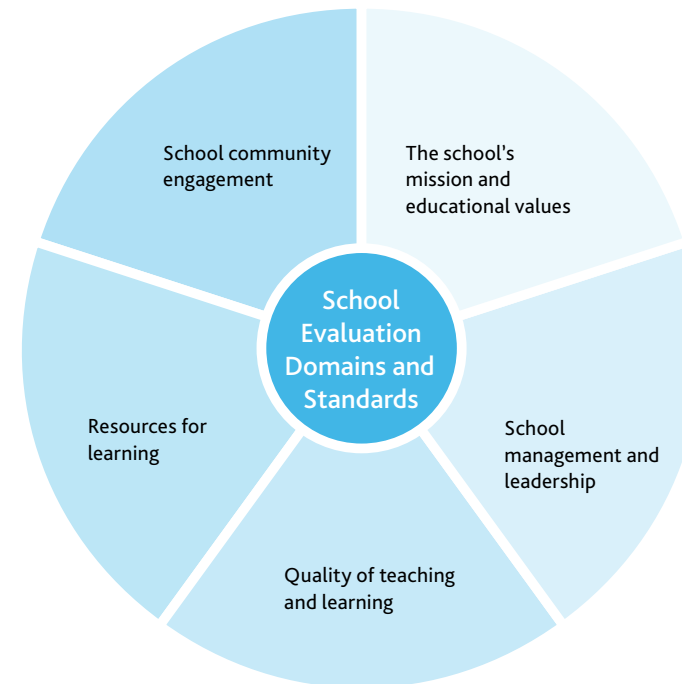 School community
engagement
The school’s
mission and
educational values
School
Evaluation
Domains and
Standards
Resources for
learning
School
management and
leadership
Quality of teaching
and learning